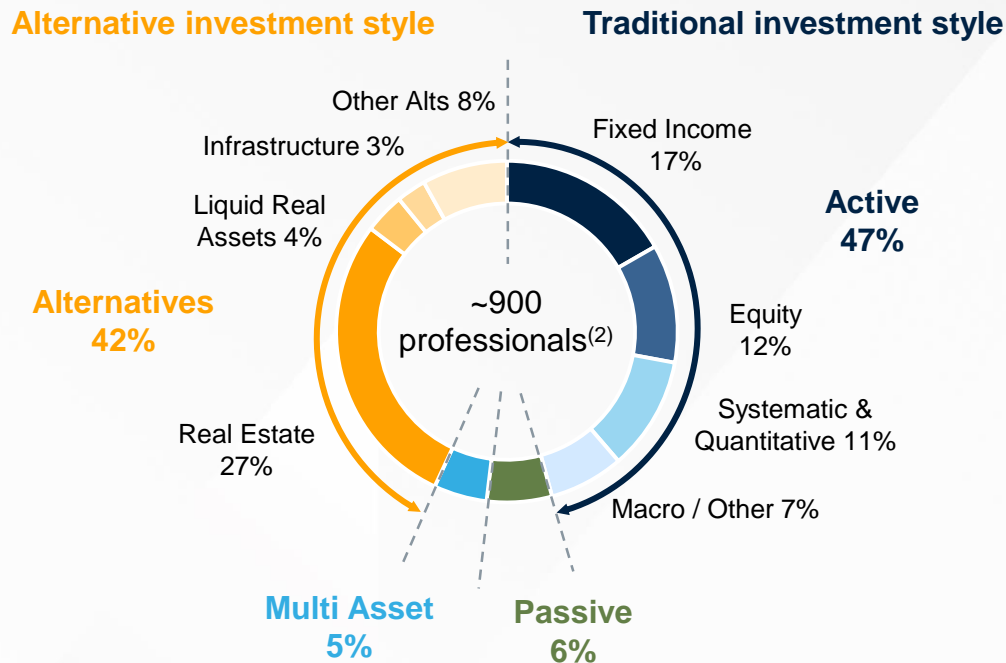 Alternative investment style
Traditional investment style
Other Alts 8%
Infrastructure 3%
Liquid Real
Assets 4%
Alternatives
42%
Real Estate
27%
~900
professionals(2)
Fixed Income
17%
Active
47%
Equity
12%
Systematic &
Quantitative 11%
Macro / Other 7%
Multi Asset
5%
Passive
6%